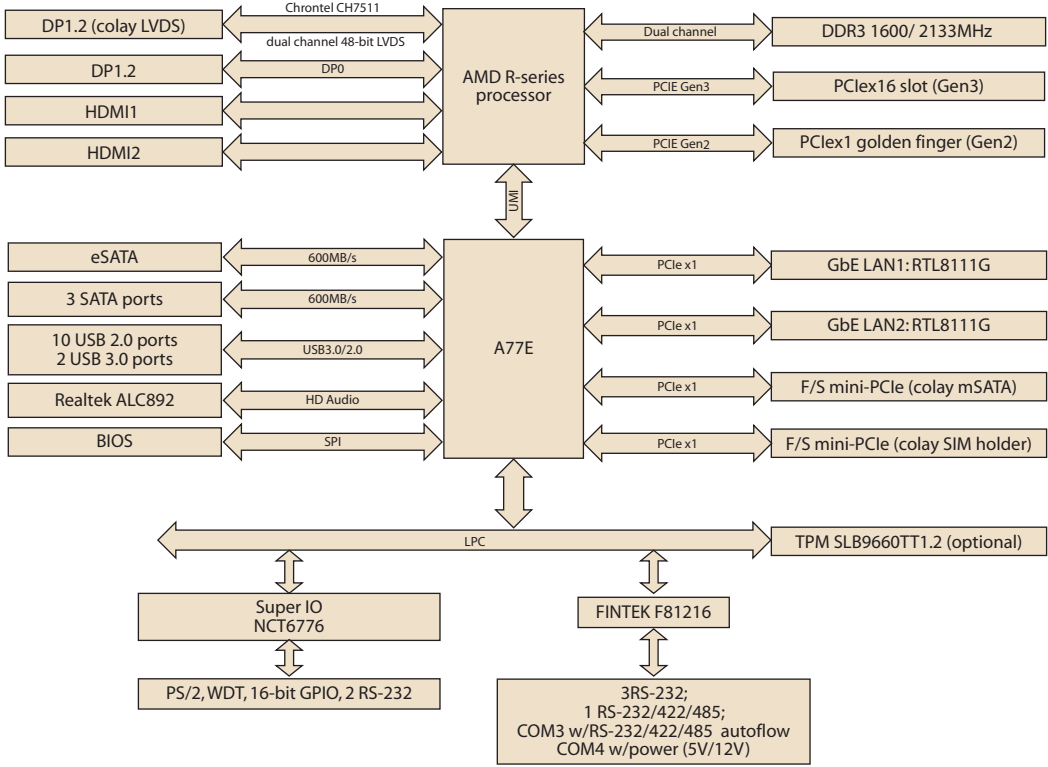 Chrontel CH7511
DP1.2 (colay LVDS)
dual channel 48-bit LVDS
DP1.2
DP0
HDMI1
HDMI2
AMD R-series
processor
Dual channel
DDR3 1600/ 2133MHz
PCIE Gen3
PCIex16 slot (Gen3)
PCIE Gen2
PCIex1 golden finger (Gen2)
UMI
eSATA
600MB/s
3 SATA ports
600MB/s
10 USB 2.0 ports
2 USB 3.0 ports
USB3.0/2.0
Realtek ALC892
HD Audio
BIOS
SPI
A77E
PCIe x1
GbE LAN1: RTL8111G
PCIe x1
GbE LAN2: RTL8111G
PCIe x1
F/S mini-PCIe (colay mSATA)
PCIe x1
F/S mini-PCIe (colay SIM holder)
LPC
TPM SLB9660TT1.2 (optional)
Super IO
NCT6776
PS/2, WDT, 16-bit GPIO, 2 RS-232
FINTEK F81216
3RS-232;
1 RS-232/422/485;
COM3 w/RS-232/422/485 autoflow
COM4 w/power (5V/12V)